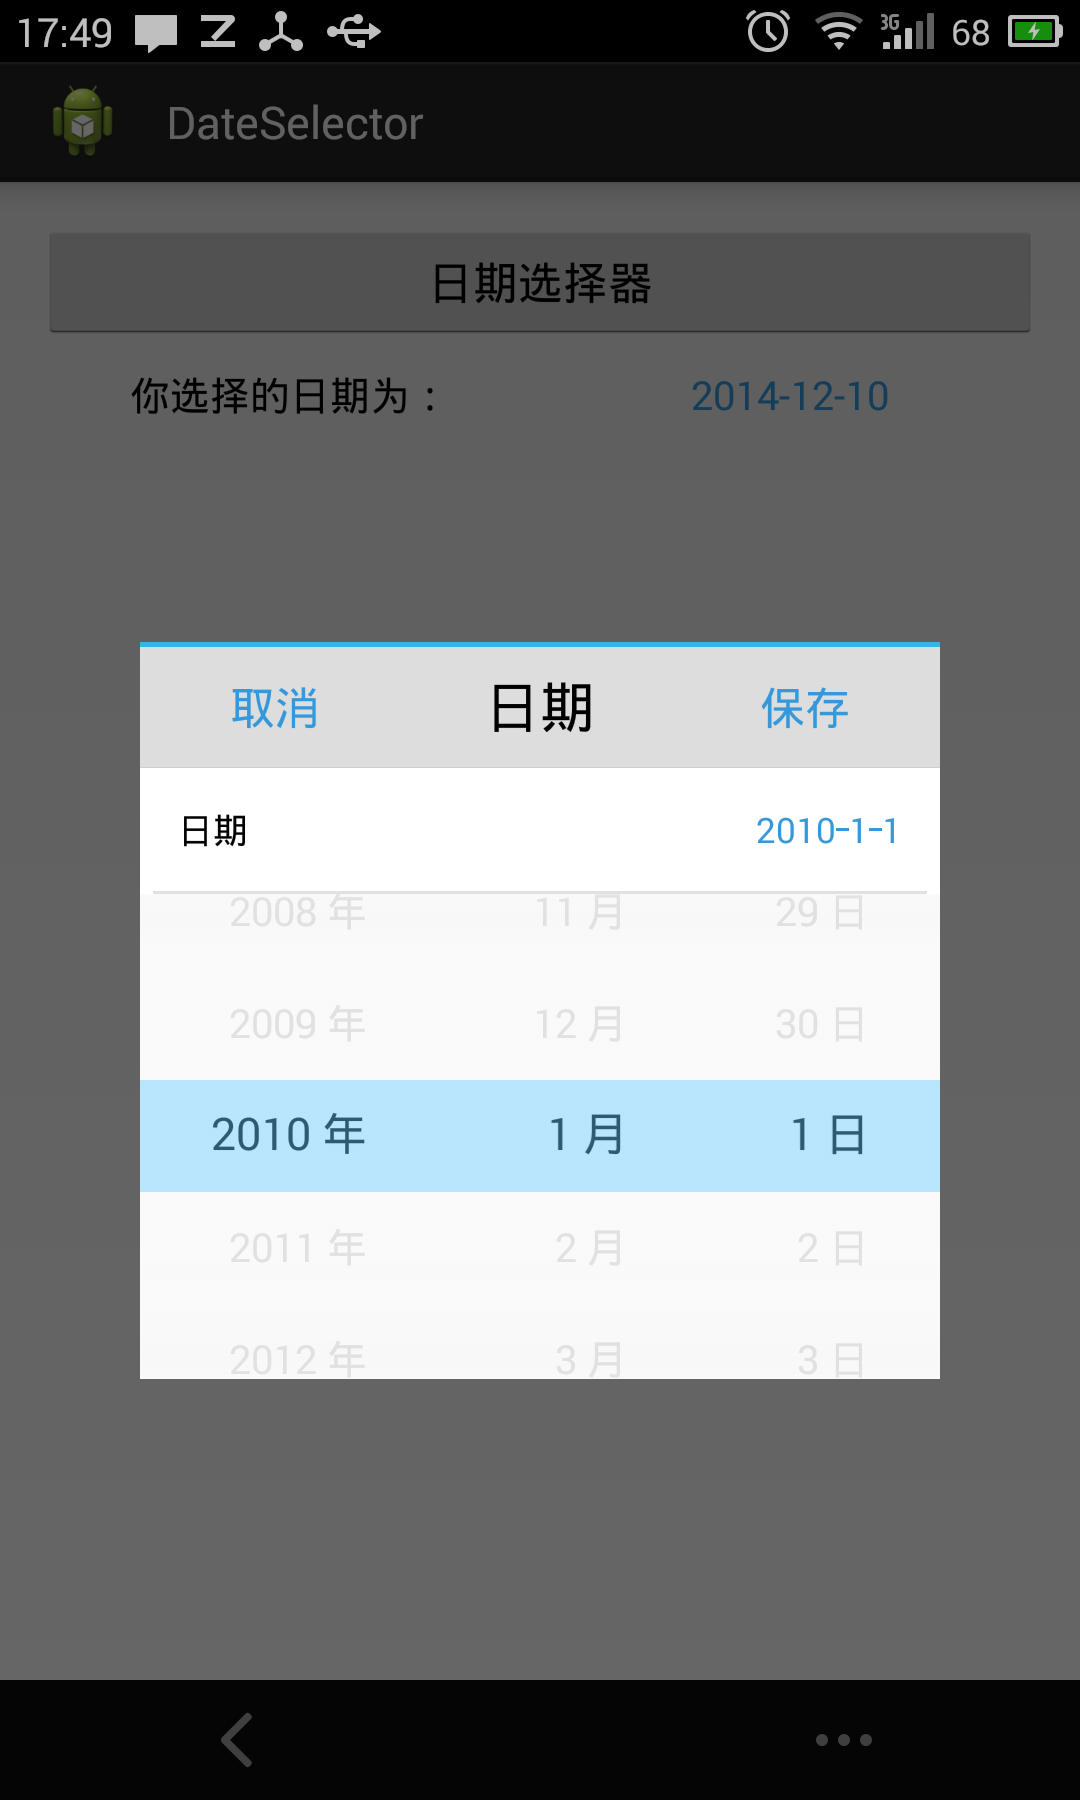 17:49 3G 68
DateSelector
日期选择器
你选择的日期为： 2014-12-10
取消 日期 保存
日期 2010-1-1
2008 年 11 月 29 日
2009 年 12 月 30 日
2010 年 1 月 1 日
2011 年 2 月 2 日
2012 年 3 月 3 日